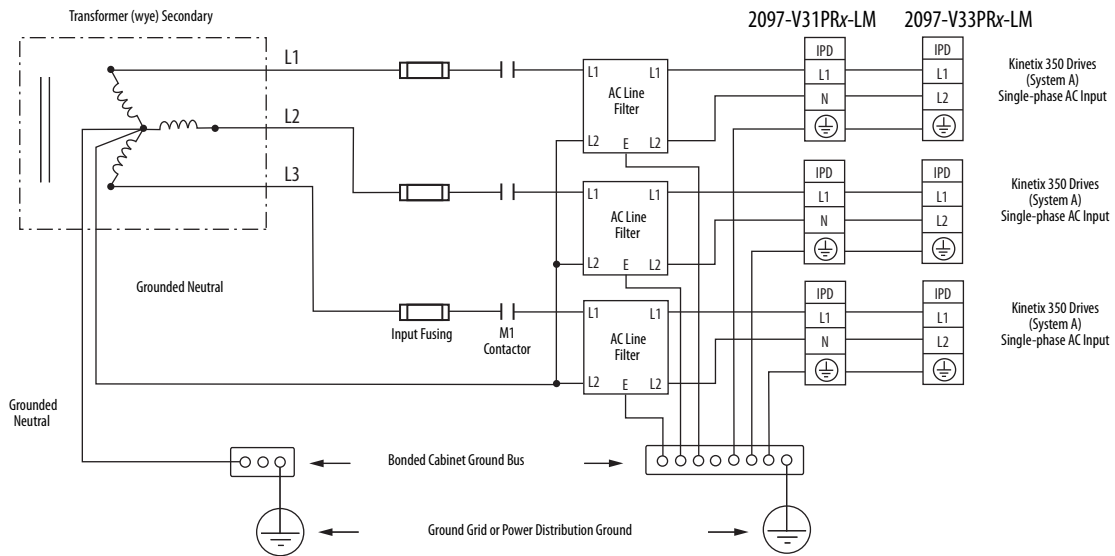 Transformer (wye) Secondary
2097-V31PRx-LM
2097-V33PRx-LM
L1
L2
L3
L1
L1
AC Line
Filter
L2
E
L2
IPD
L1
N
IPD
L1
L2
Kinetix 350 Drives
(System A)
Single-phase AC Input
L1
L1
AC Line
Filter
L2
E
L2
IPD
L1
N
IPD
L1
L2
Kinetix 350 Drives
(System A)
Single-phase AC Input
Grounded Neutral
Input Fusing
M1
Contactor
L1
L1
AC Line
Filter
L2
E
L2
IPD
L1
N
IPD
L1
L2
Kinetix 350 Drives
(System A)
Single-phase AC Input
Grounded
Neutral
Bonded Cabinet Ground Bus
Ground Grid or Power Distribution Ground